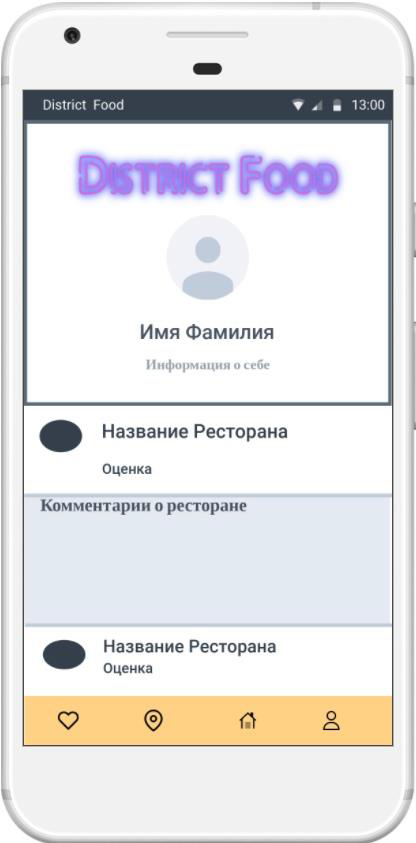 District Food
13:00
District Food
Имя Фамилия
Информация о себе
Название Ресторана
Оценка
Комментарии о ресторане
Название Ресторана
Оценка